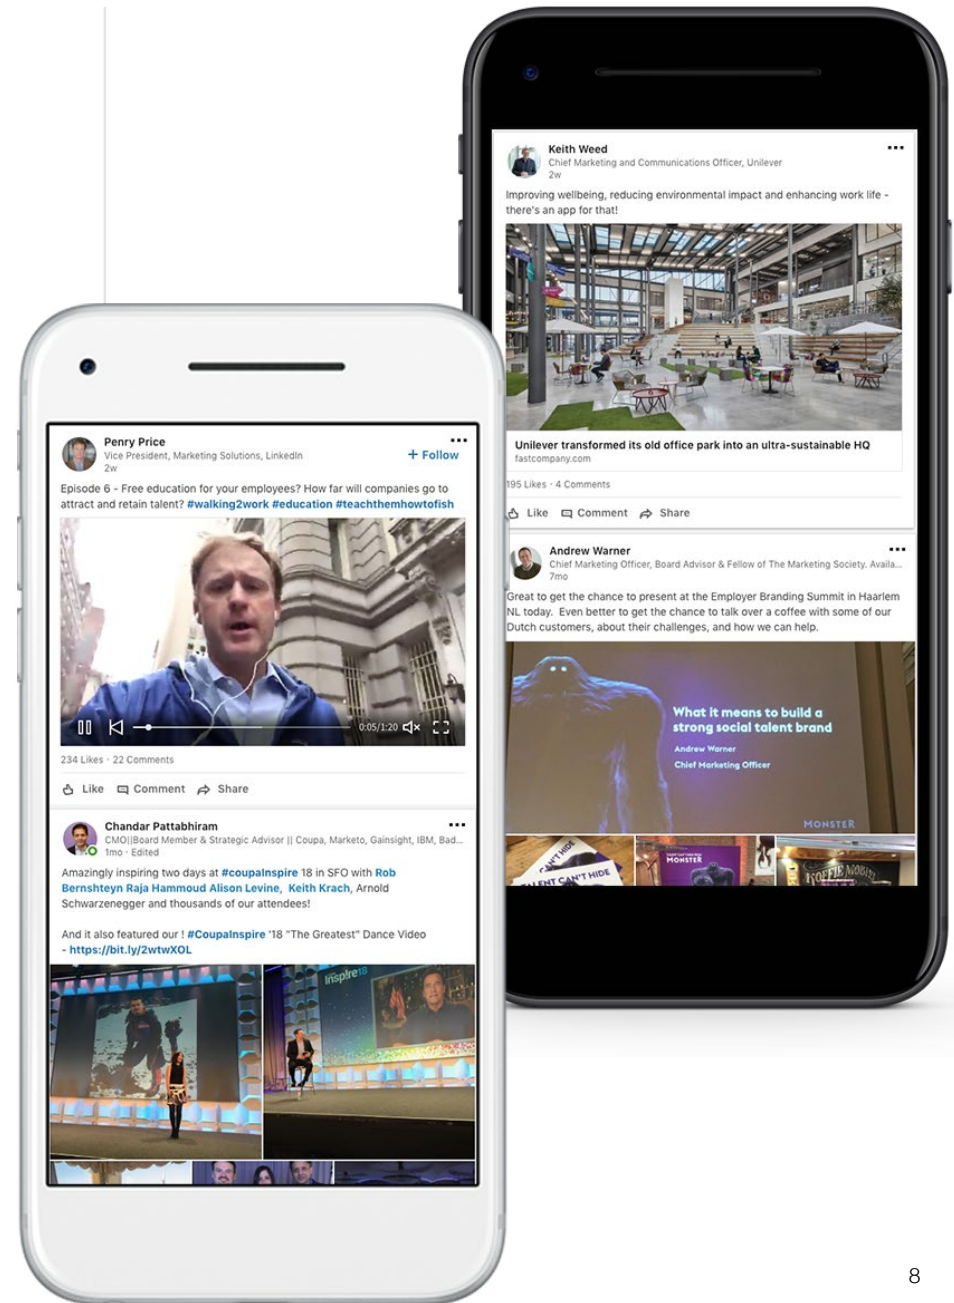 Keith Weed
Chief Marketing and Communications Officer, Unilever
2w
Improving wellbeing, reducing environmental impact and enhancing work life -
there's an app for that!
Unilever transformed its old office park into an ultra-sustainable HQ
fastcompany.com
195 Likes · 4 Comments
Like Comment Share
Andrew Warner
Chief Marketing Officer, Board Advisor & Fellow of The Marketing Society. Availa...
7mo
Great to get the chance to present at the Employer Branding Summit in Haarlem
NL today. Even better to get the chance to talk over a coffee with some of our
Dutch customers, about their challenges, and how we can help.
What it means to build a
strong social talent brand
Andrew Warner
Chief Marketing Officer
MONSTER
CAN'T HIDE
TALENT CAN'T HIDE
MONSTER
KOFFIE
Penry Price
Vice President, Marketing Solutions, LinkedIn
+ Follow
2w
Episode 6 - Free education for your employees? How far will companies go to
attract and retain talent? #walking2work #education #teachthemhowtofish
0:05/1:20
234 Likes · 22 Comments
Like Comment Share
Chandar Pattabhiram
CMO||Board Member & Strategic Advisor || Coupa, Marketo, Gainsight, IBM, Bad...
1mo · Edited
Amazingly inspiring two days at #coupaInspire 18 in SFO with Rob
Bernshteyn Raja Hammoud Alison Levine, Keith Krach, Arnold
Schwarzenegger and thousands of our attendees!
And it also featured our ! #CoupaInspire '18 "The Greatest" Dance Video
- https://bit.ly/2wtwXOL
Insp!re18
8